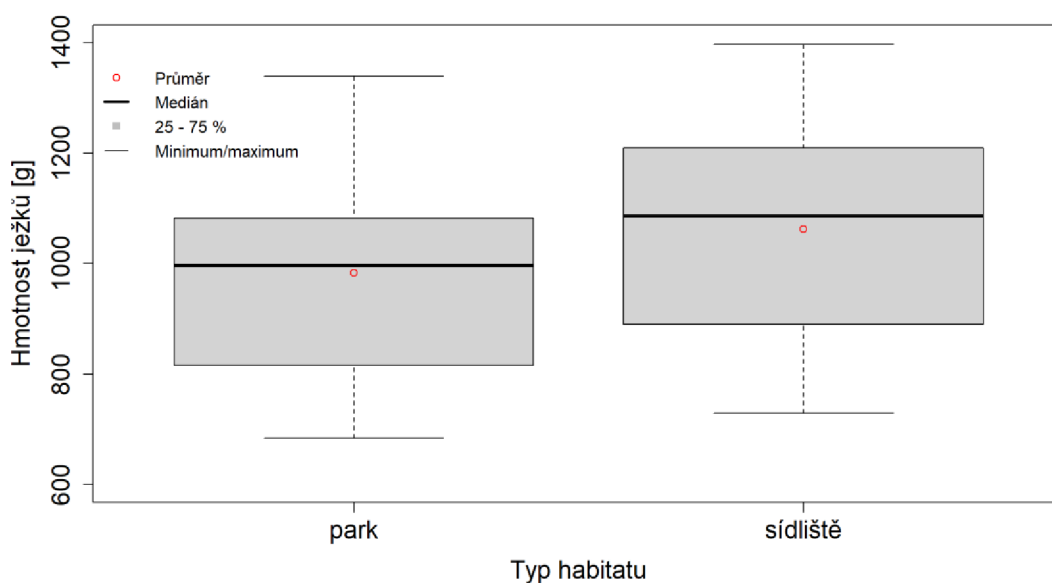 1400
1200
1000
800
600
Hmotnost ježků [g]
Průměr
Medián
25 - 75 %
Minimum/maximum
park
sídliště
Typ habitatu